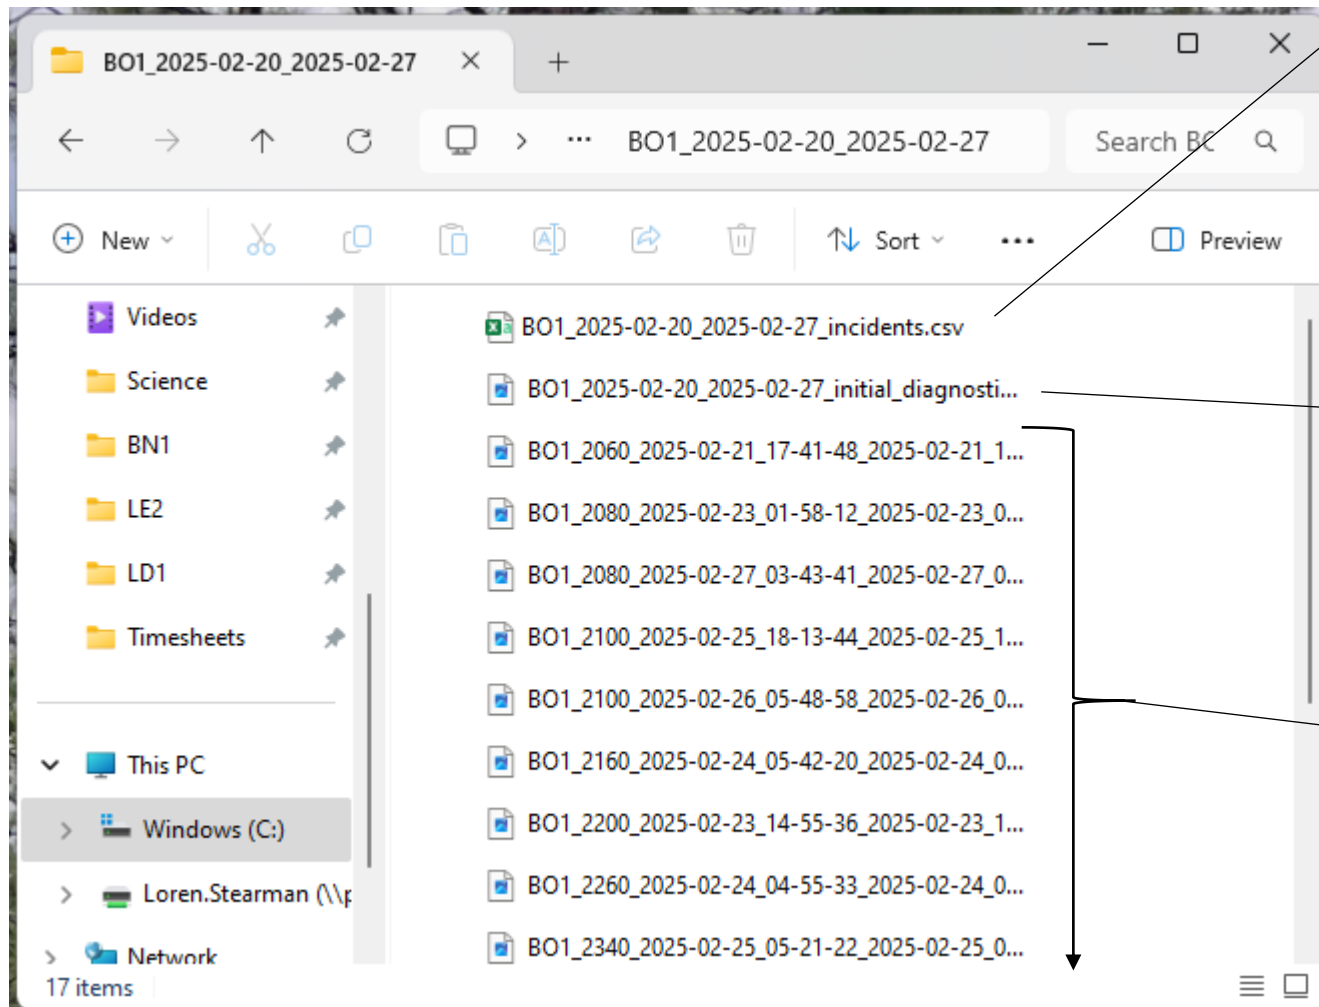 BO1_2025-02-20_2025-02-27
BO1_2025-02-20_2025-02-27
Search BC
New
Sort
Preview
Videos
Science
BN1
LE2
LD1
Timesheets
This PC
Windows (C:)
Loren.Stearman (\\p
Network
BO1_2025-02-20_2025-02-27_incidents.csv
BO1_2025-02-20_2025-02-27_initial_diagnosti...
BO1_2060_2025-02-21_17-41-48_2025-02-21_1...
BO1_2080_2025-02-23_01-58-12_2025-02-23_0...
BO1_2080_2025-02-27_03-43-41_2025-02-27_0...
BO1_2100_2025-02-25_18-13-44_2025-02-25_1...
BO1_2100_2025-02-26_05-48-58_2025-02-26_0...
BO1_2160_2025-02-24_05-42-20_2025-02-24_0...
BO1_2200_2025-02-23_14-55-36_2025-02-23_1...
BO1_2260_2025-02-24_04-55-33_2025-02-24_0...
BO1_2340_2025-02-25_05-21-22_2025-02-25_0...
17 items